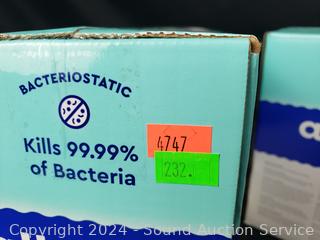 BACTERIOSTATIC
Kills 99.99%
of Bacteria
4747
232.
Copyright 2024 - Sound Auction Service